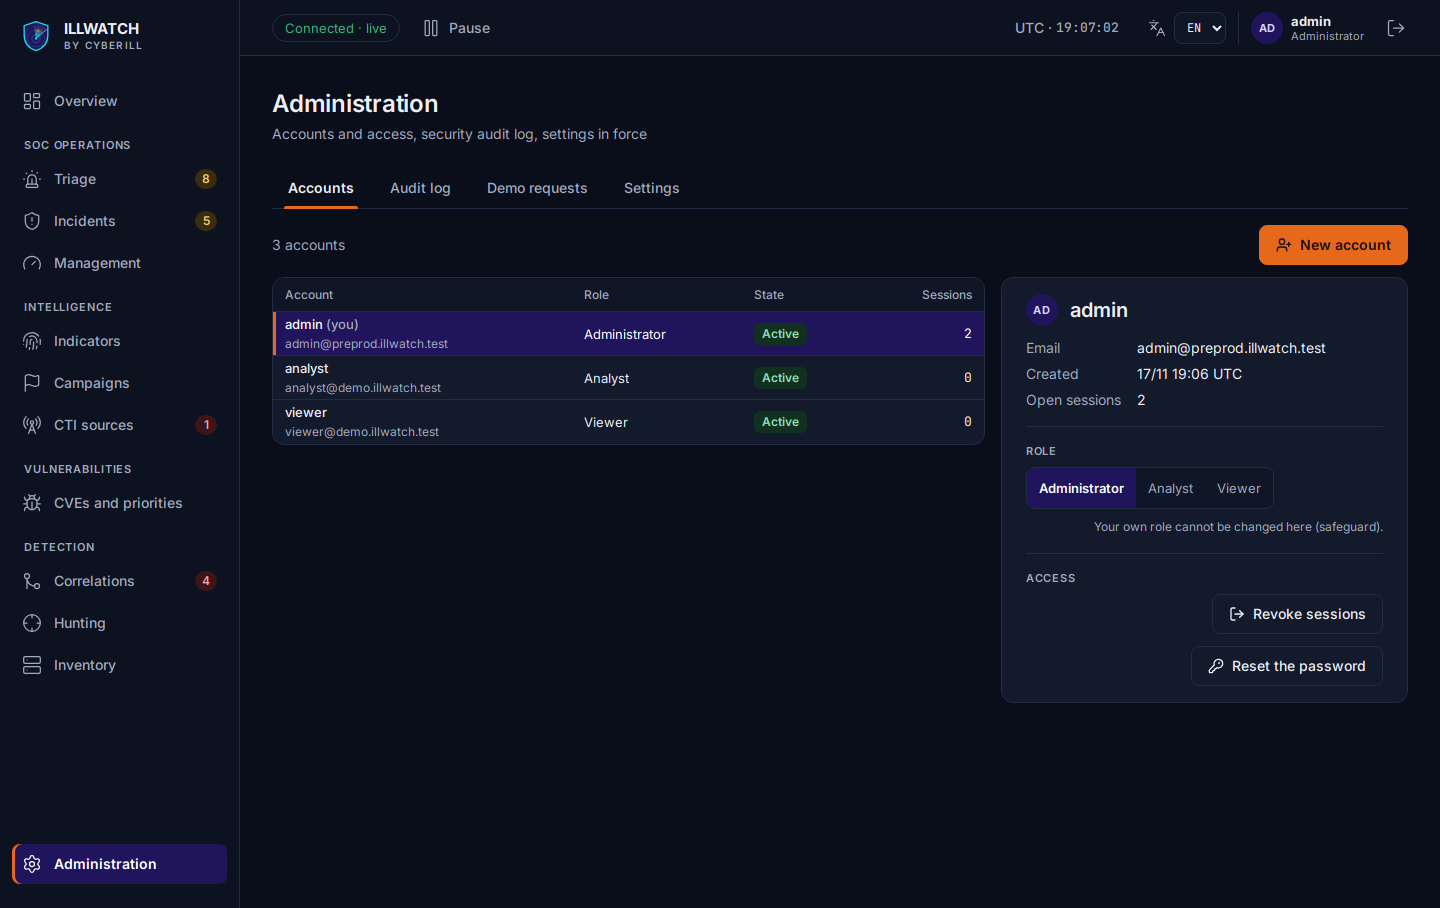 ILLWATCH
BY CYBERILL
Overview
SOC OPERATIONS
Triage 8
Incidents 5
Management
INTELLIGENCE
Indicators
Campaigns
CTI sources 1
VULNERABILITIES
CVEs and priorities
DETECTION
Correlations 4
Hunting
Inventory
Administration
Connected · live
Pause
UTC · 19:07:02
EN
AD
admin
Administrator
Administration
Accounts and access, security audit log, settings in force
Accounts Audit log Demo requests Settings
3 accounts
New account
Account Role State Sessions
admin (you)
admin@preprod.illwatch.test
Administrator Active 2
analyst
analyst@demo.illwatch.test
Analyst Active 0
viewer
viewer@demo.illwatch.test
Viewer Active 0
AD admin
Email admin@preprod.illwatch.test
Created 17/11 19:06 UTC
Open sessions 2
ROLE
Administrator Analyst Viewer
Your own role cannot be changed here (safeguard).
ACCESS
Revoke sessions
Reset the password